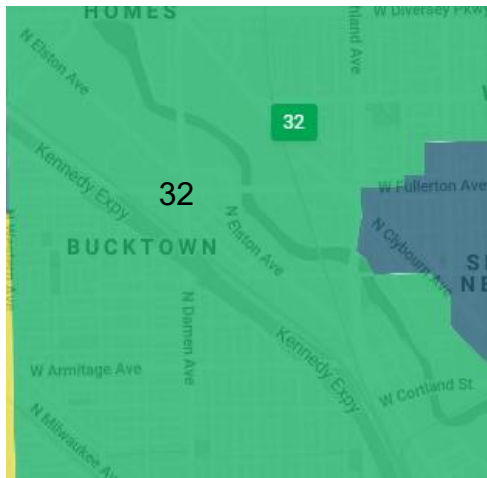 HOMES
W Diversey Pkwy
N Elston Ave
32
Kennedy Expy
32
W Fullerton Ave
N Clybourn Ave
N Elston Ave
BUCKTOWN
N Damen Ave
Kennedy Expy
W Armitage Ave
W Cortland St
N Milwaukee Av